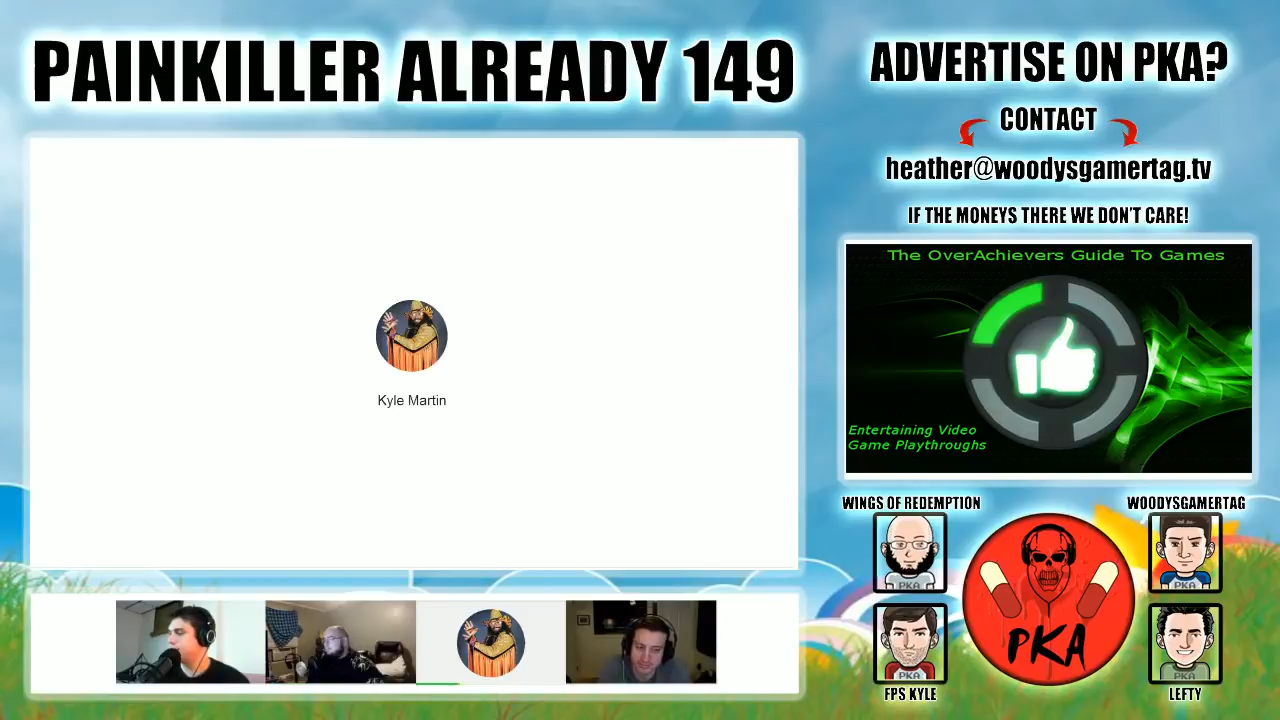 PAINKILLER ALREADY 149
Kyle Martin
ADVERTISE ON PKA?
CONTACT
heather@woodysgamertag.tv
IF THE MONEYS THERE WE DON'T CARE!
The OverAchievers Guide To Games
Entertaining Video
Game Playthroughs
WINGS OF REDEMPTION
WOODYSGAMERTAG
PKA
PKA
PKA
PKA
PKA
FPS KYLE
LEFTY